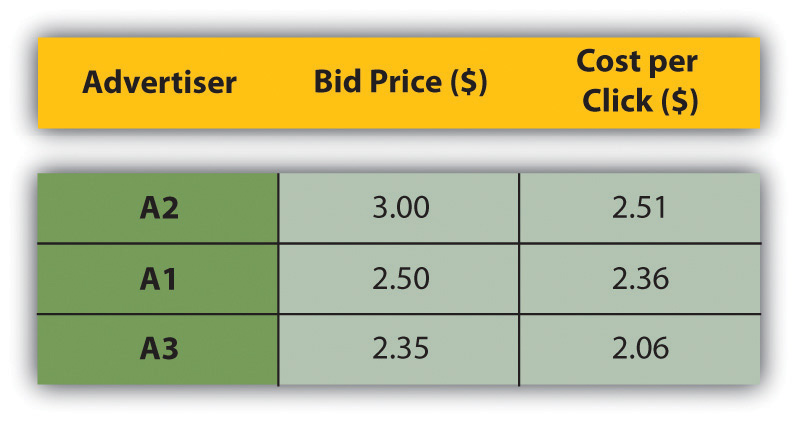 Advertiser Bid Price ($) Cost per
Click ($)
A2 3.00 2.51
A1 2.50 2.36
A3 2.35 2.06